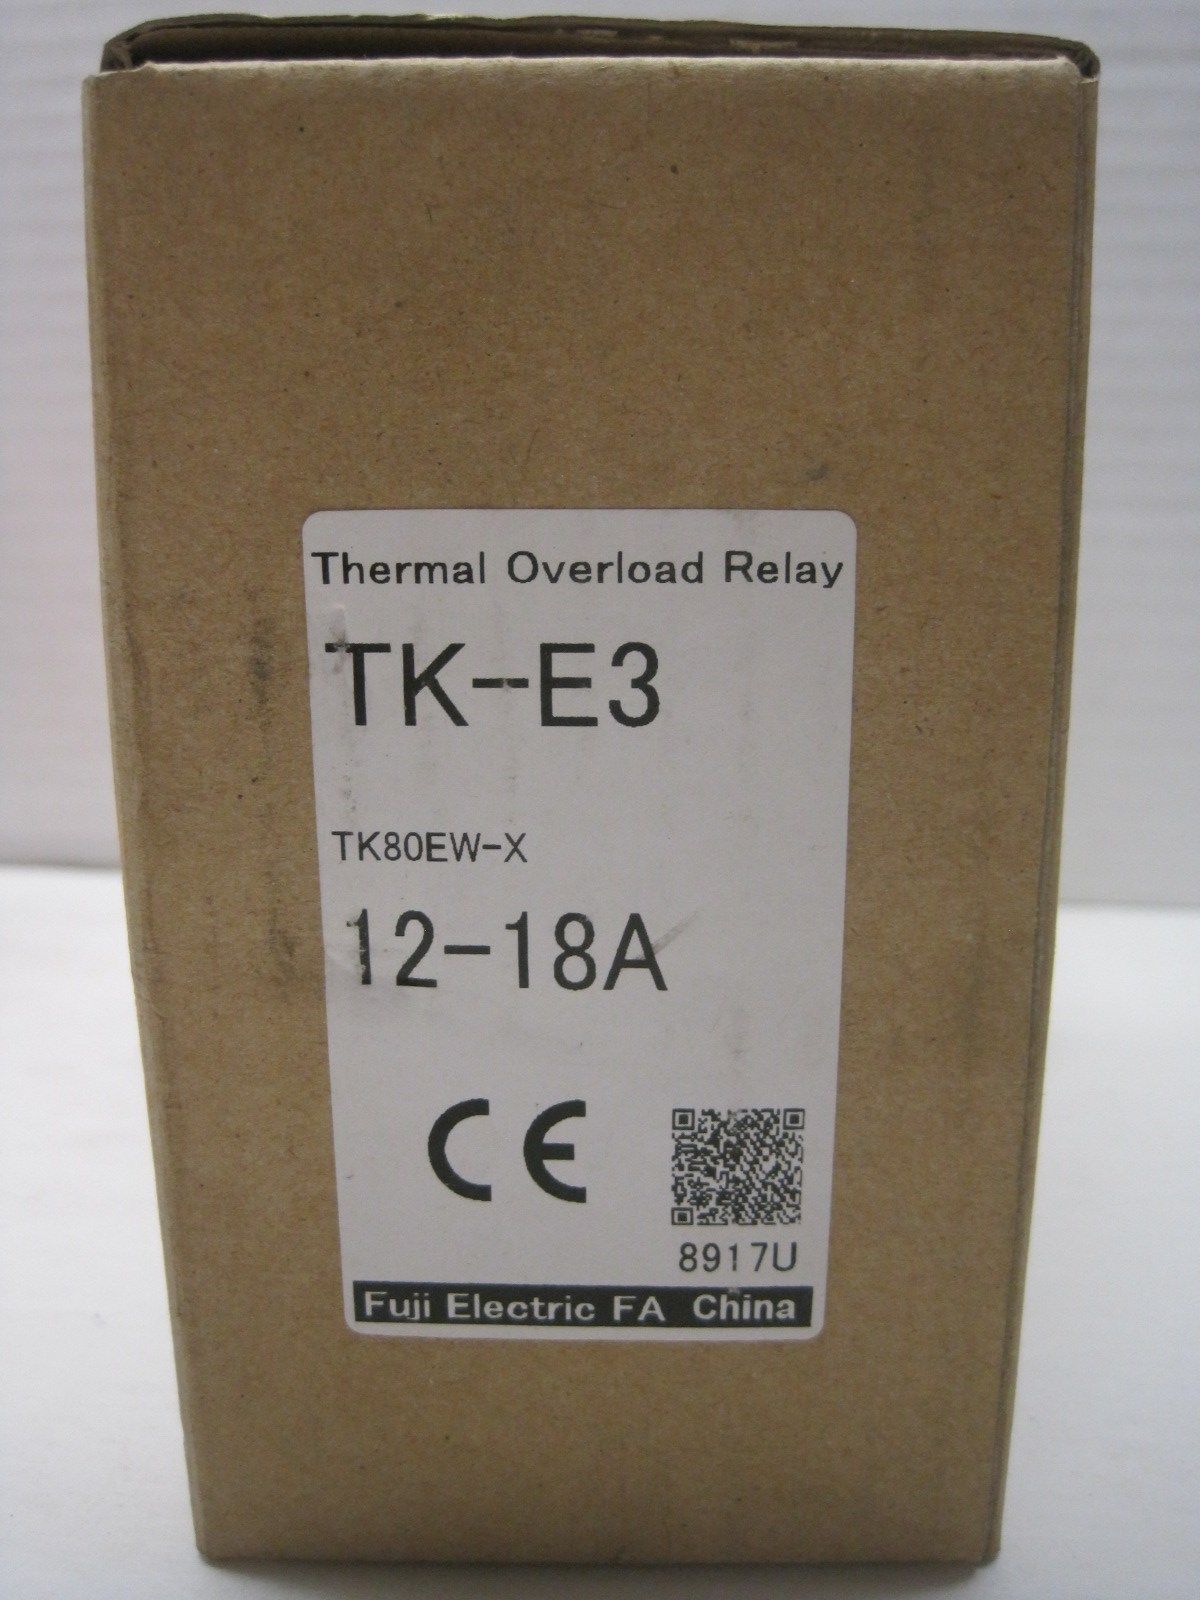 Thermal Overload Relay
TK-E3
TK80EW-X
12-18A
CE
8917U
Fuji Electric FA China